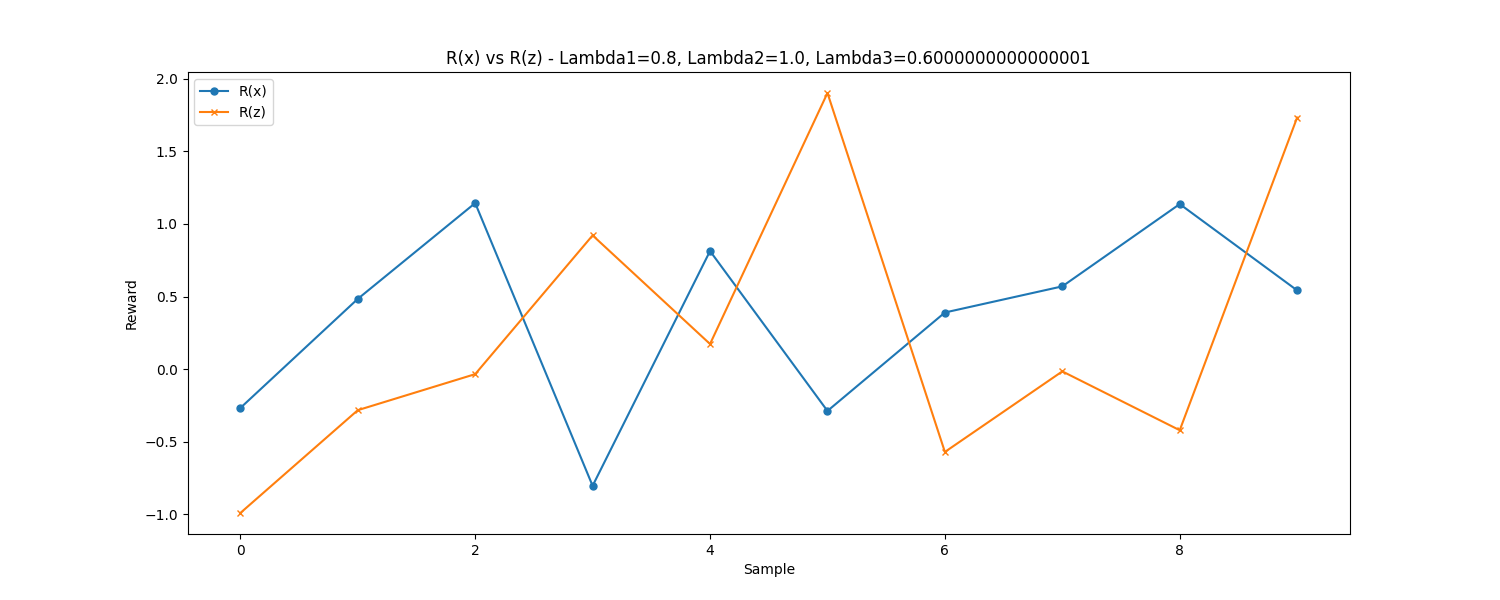 R(x) vs R(z) - Lambda1=0.8, Lambda2=1.0, Lambda3=0.6000000000000001
R(x)
R(z)
2.0
1.5
1.0
0.5
0.0
−0.5
−1.0
Reward
0 2 4 6 8
Sample